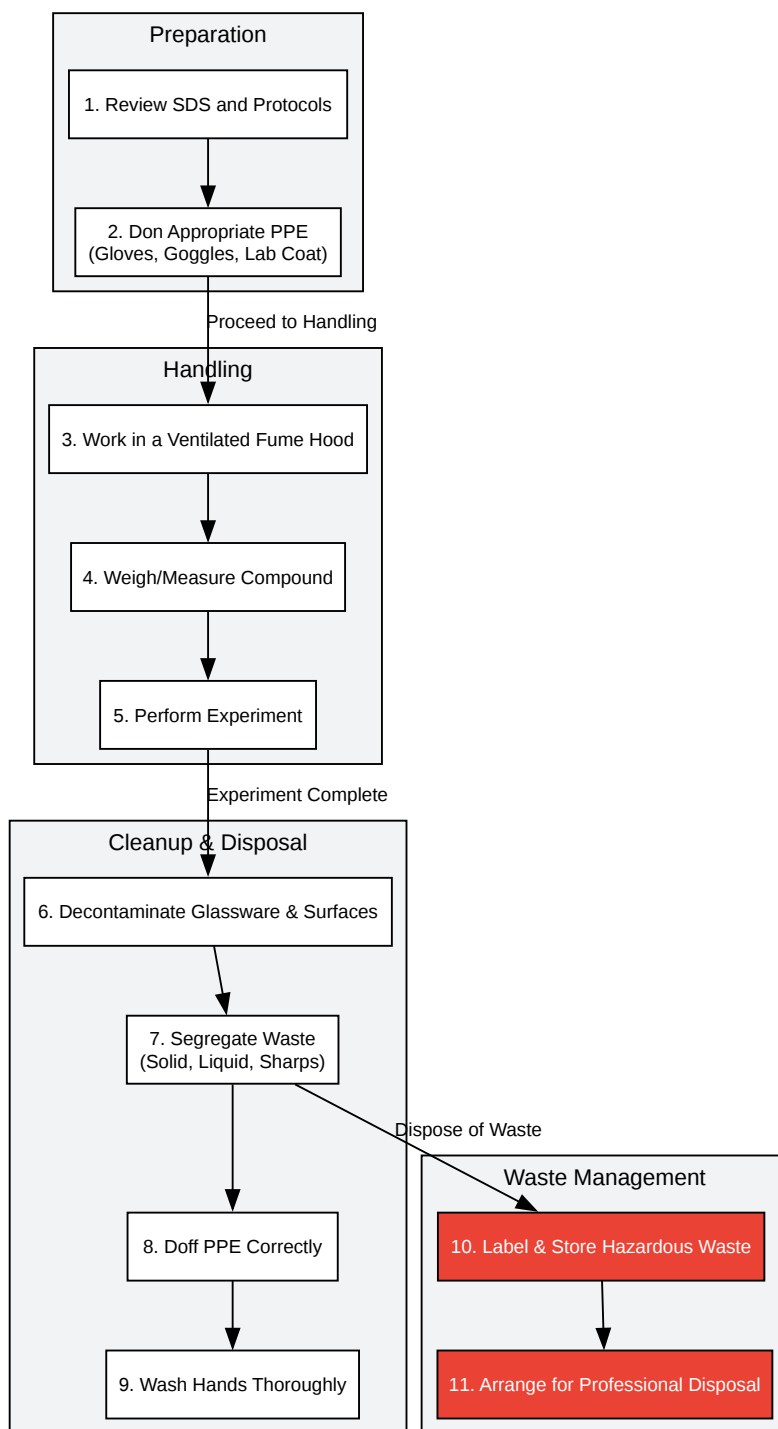 Preparation
1. Review SDS and Protocols
2. Don Appropriate PPE
(Gloves, Goggles, Lab Coat)
Proceed to Handling
Handling
3. Work in a Ventilated Fume Hood
4. Weigh/Measure Compound
5. Perform Experiment
Experiment Complete
Cleanup & Disposal
6. Decontaminate Glassware & Surfaces
7. Segregate Waste
(Solid, Liquid, Sharps)
Dispose of Waste
Waste Management
8. Doff PPE Correctly
10. Label & Store Hazardous Waste
9. Wash Hands Thoroughly
11. Arrange for Professional Disposal